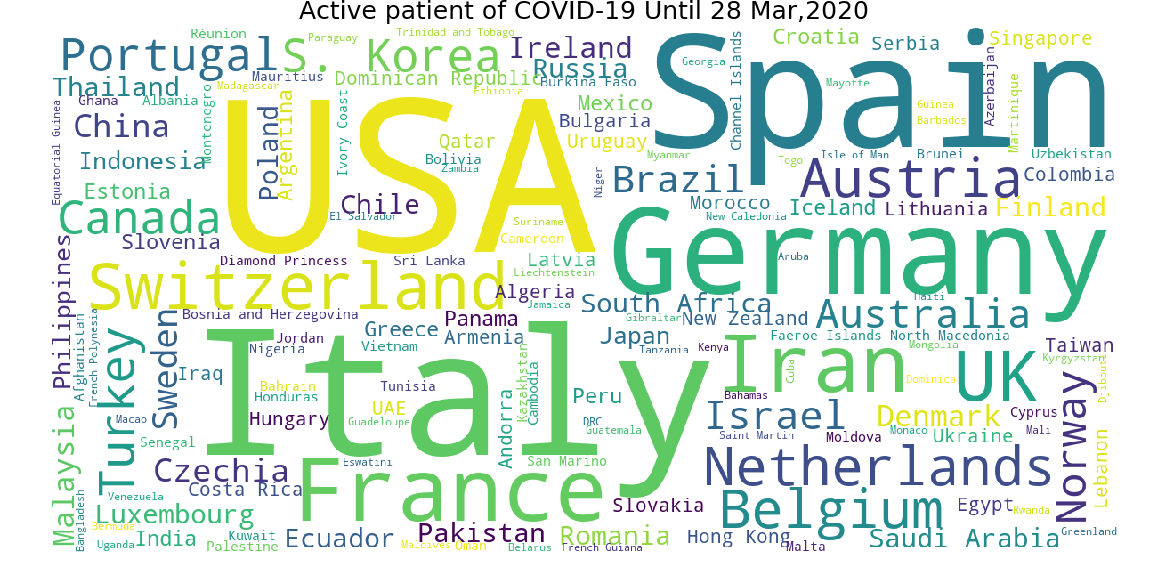 Active patient of COVID-19 Until 28 Mar,2020
Réunion
Paraguay
Trinidad and Tobago
Portugal
S. Korea
Ireland
Spain
Croatia
Serbia
Singapore
Thailand
Mauritius
Madagascar
Dominican Republic
Russia
Burkina Faso
Ethiopia
Georgia
Channel Islands
Mayotte
Azerbaijan
Martinique
Ghana
Albania
Montenegro
Equatorial Guinea
USA
Poland
Argentina
Ivory Coast
Mexico
Bulgaria
Guinea
Barbados
China
Qatar
Uruguay
Indonesia
Bolivia
Zambia
Myanmar
Togo
Isle of Man
Brunei
Uzbekistan
Estonia
Niger
Brazil
Austria
Colombia
Canada
Chile
El Salvador
Suriname
Cameroon
Morocco
New Caledonia
Iceland
Lithuania
Finland
Slovenia
Germany
Diamond Princess
Sri Lanka
Latvia
Liechtenstein
Aruba
Philippines
Switzerland
Algeria
Jamaica
South Africa
Haiti
Australia
Bosnia and Herzegovina
Panama
Gibraltar
New Zealand
Afghanistan
French Polynesia
Turkey
Sweden
Jordan
Nigeria
Greece
Vietnam
Armenia
Japan
Tanzania
Kenya
Faeroe Islands
North Macedonia
Mongolia
Taiwan
Kyrgyzstan
Italy
Iran
Cuba
UK
Iraq
Bahrain
Honduras
Tunisia
Kazakhstan
Cambodia
Peru
Bahamas
Dominica
Djibouti
Malaysia
Macao
Hungary
UAE
Guadeloupe
Andorra
DRC
Guatemala
Israel
Denmark
Cyprus
Norway
Senegal
Saint Martin
Moldova
Monaco
Ukraine
Mali
Lebanon
Czechia
Eswatini
San Marino
Netherlands
Costa Rica
France
Venezuela
Bangladesh
Slovakia
Belgium
Egypt
Rwanda
Luxembourg
Bermuda
Uganda
India
Kuwait
Palestine
Ecuador
Pakistan
Maldives
Oman
Belarus
Romania
French Guiana
Hong Kong
Malta
Saudi Arabia
Greenland